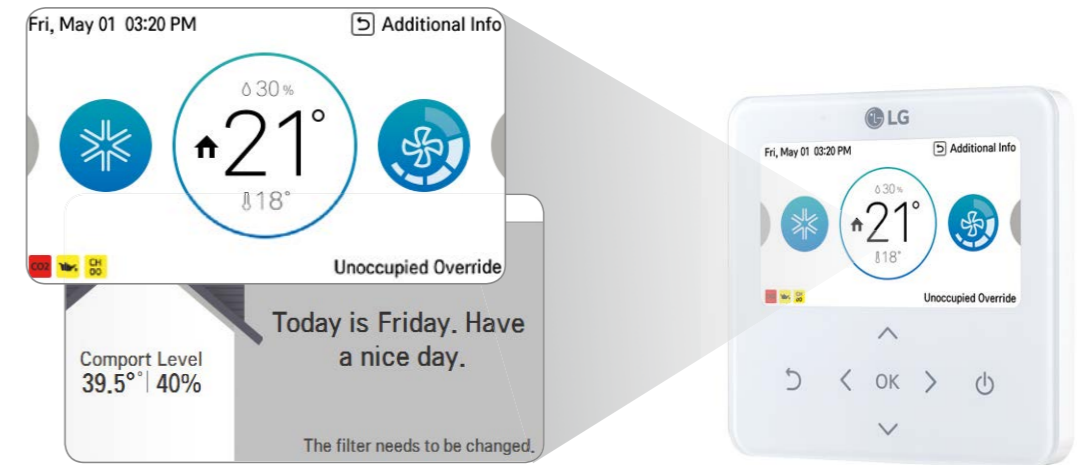 Fri, May 01 03:20 PM
Additional Info
30%
21°
18°
CO2
CH
DO
Unoccupied Override
Comport Level
39.5°° 40%
Today is Friday. Have
a nice day.
The filter needs to be changed.
LG
Fri, May 01 03:20 PM
Additional Info
30%
21°
18°
CH
Unoccupied Override
OK